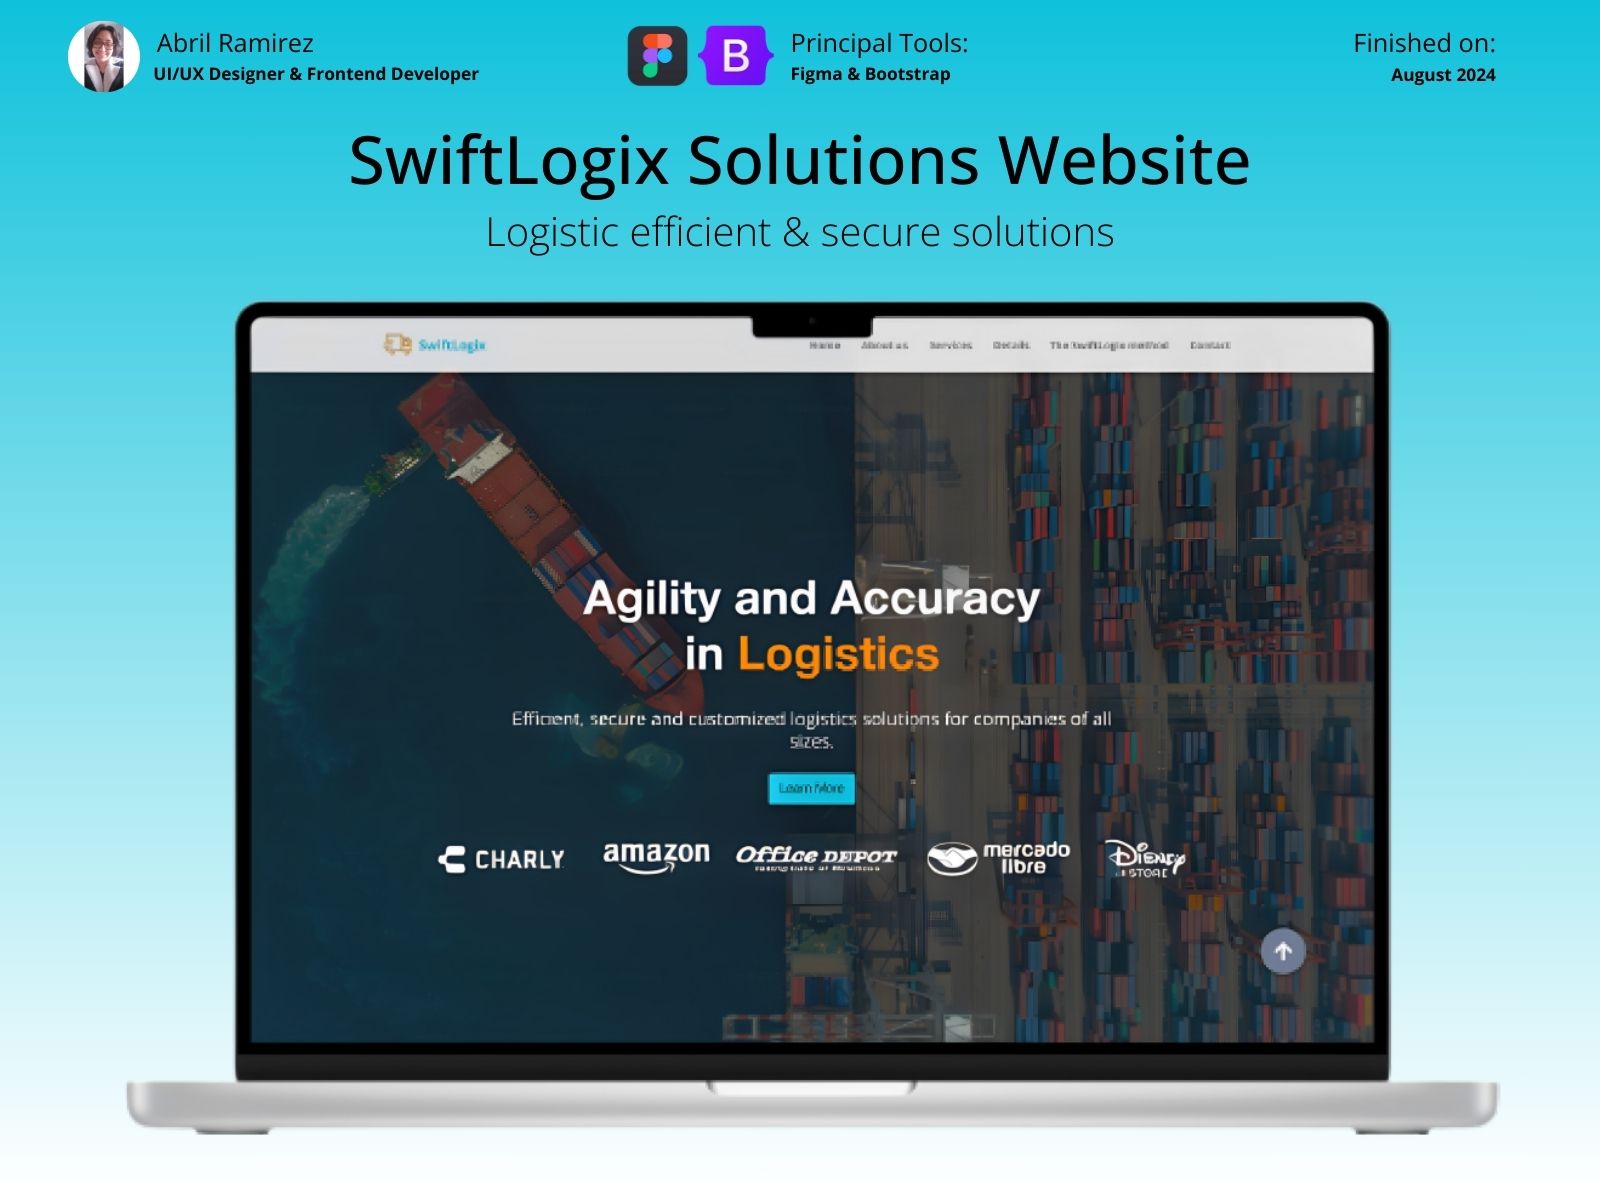 Abril Ramirez
UI/UX Designer & Frontend Developer
B
Principal Tools:
Figma & Bootstrap
Finished on:
August 2024
SwiftLogix Solutions Website
Logistic efficient & secure solutions
SwiftLogix
Home About us Services Details The SwiftLogix method Contact
Agility and Accuracy
in Logistics
Efficient, secure and customized logistics solutions for companies of all
sizes.
Learn More
CHARLY
amazon
Office DEPOT
mercado
libre
Disney
STORE